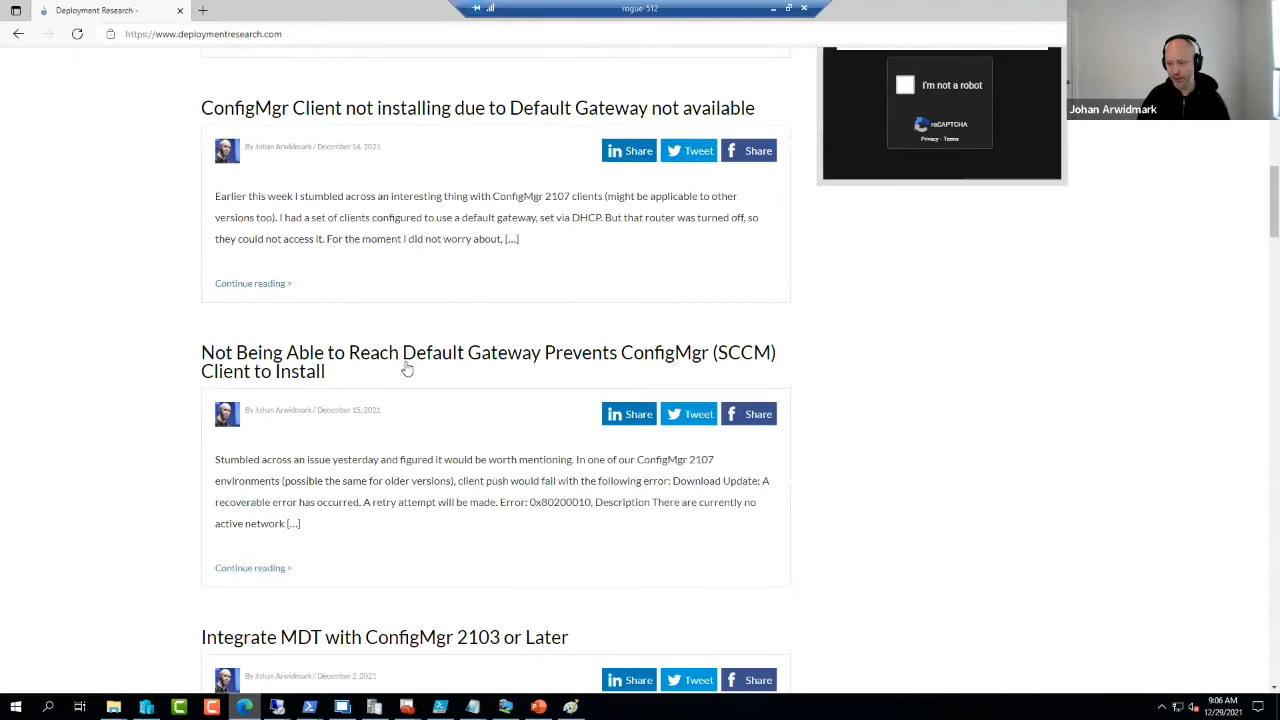 Deployment Research -
rogue-512
https://www.deploymentresearch.com
I'm not a robot
reCAPTCHA
Privacy - Terms
Johan Arwidmark
ConfigMgr Client not installing due to Default Gateway not available
By Johan Arwidmark / December 16, 2021
Share
Tweet
Share
Earlier this week I stumbled across an interesting thing with ConfigMgr 2107 clients (might be applicable to other
versions too). I had a set of clients configured to use a default gateway, set via DHCP. But that router was turned off, so
they could not access it. For the moment I did not worry about, […]
Continue reading >
Not Being Able to Reach Default Gateway Prevents ConfigMgr (SCCM)
Client to Install
By Johan Arwidmark / December 15, 2021
Share
Tweet
Share
Stumbled across an issue yesterday and figured it would be worth mentioning. In one of our ConfigMgr 2107
environments (possible the same for older versions), client push would fail with the following error: Download Update: A
recoverable error has occurred. A retry attempt will be made. Error: 0x80200010, Description There are currently no
active network […]
Continue reading >
Integrate MDT with ConfigMgr 2103 or Later
By Johan Arwidmark / December 2, 2021
Share
Tweet
Share
9:06 AM
12/29/2021